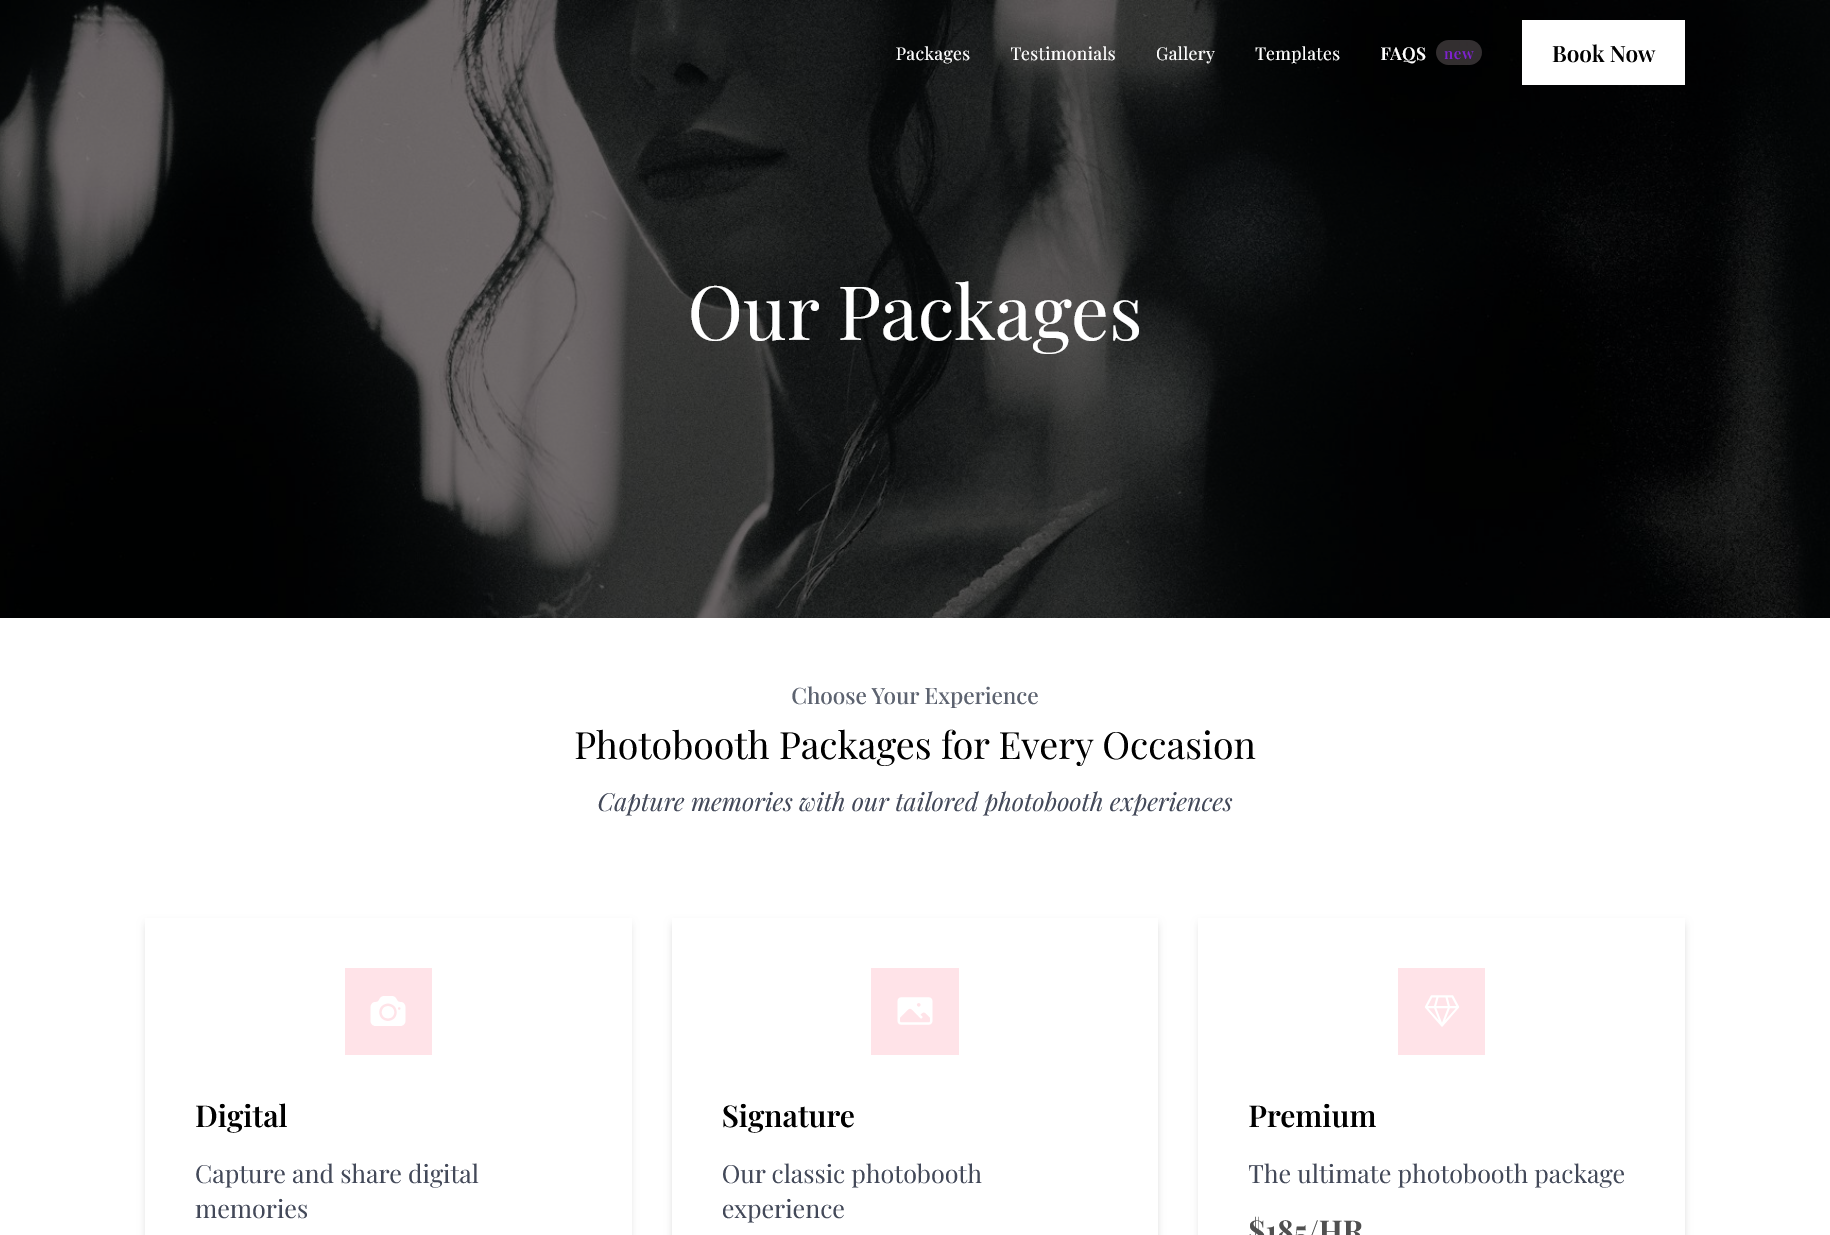 Packages Testimonials Gallery Templates FAQS new Book Now
Our Packages
Choose Your Experience
Photobooth Packages for Every Occasion
Capture memories with our tailored photobooth experiences
Digital
Capture and share digital
memories
Signature
Our classic photobooth
experience
Premium
The ultimate photobooth package
$185/HR